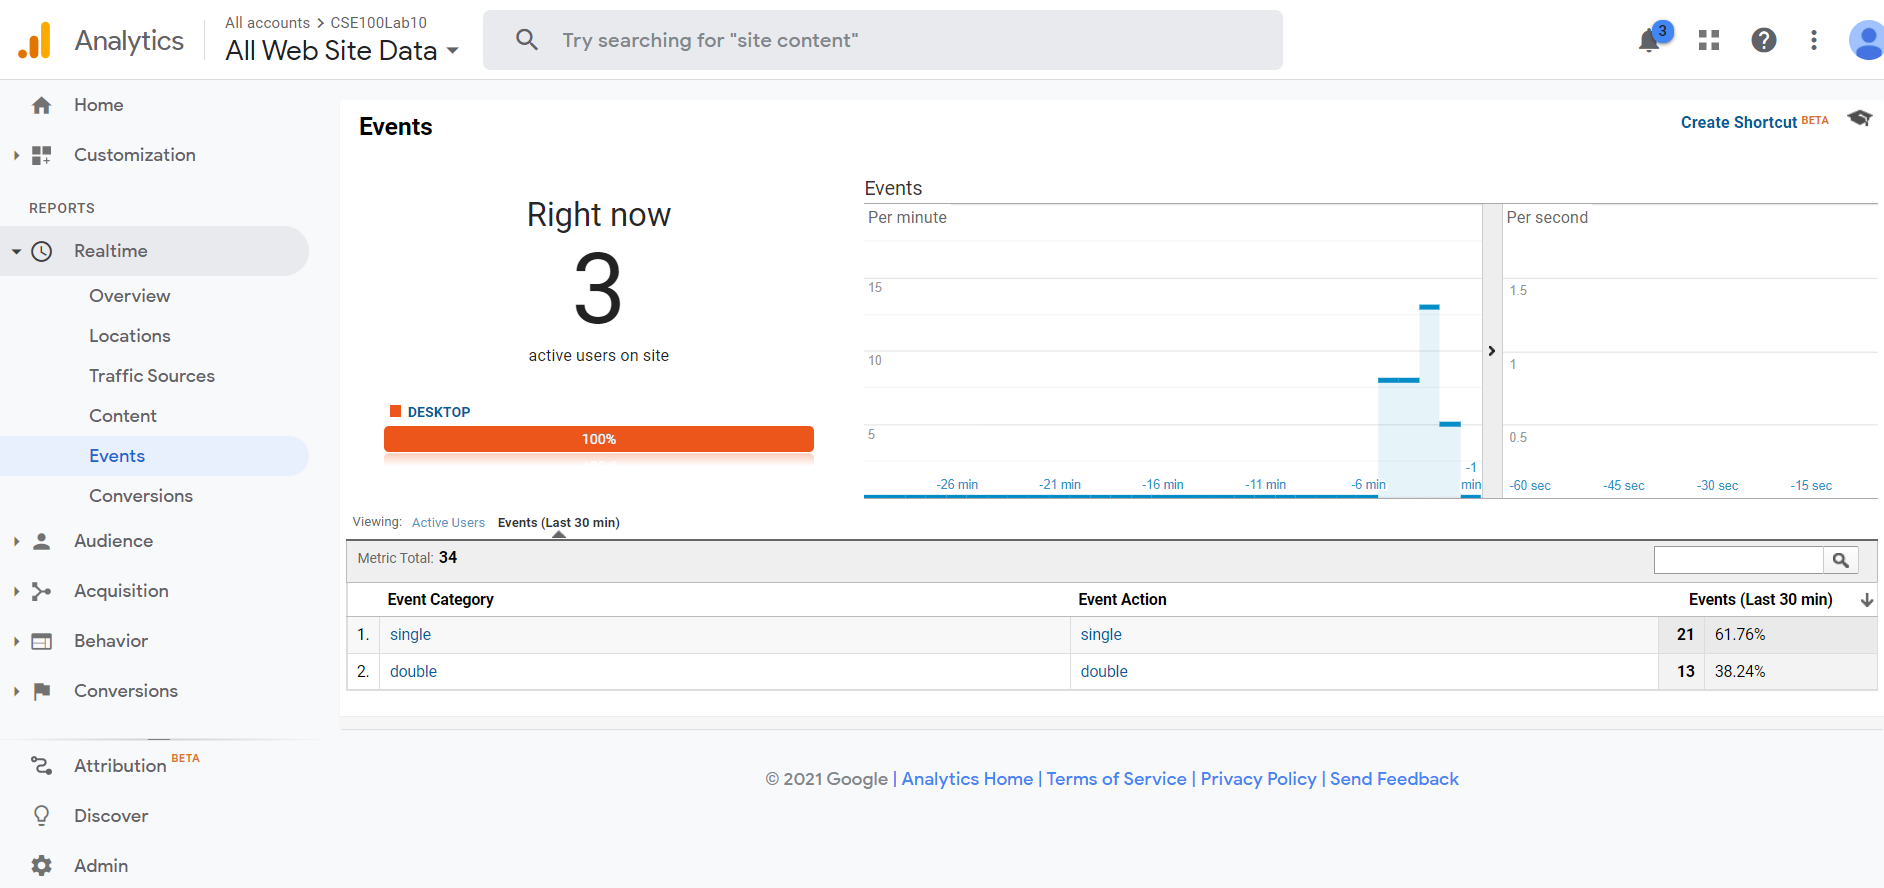 Analytics
All accounts > CSE100Lab10
All Web Site Data
Try searching for "site content"
3
Home
Customization
REPORTS
Realtime
Overview
Locations
Traffic Sources
Content
Events
Conversions
Audience
Acquisition
Behavior
Conversions
Attribution BETA
Discover
Admin
Events
Create Shortcut BETA
Right now
3
active users on site
DESKTOP
100%
Events
Per minute
15
10
5
-26 min -21 min -16 min -11 min -6 min -1 min
Per second
1.5
1
0.5
-60 sec -45 sec -30 sec -15 sec
Viewing: Active Users Events (Last 30 min)
Metric Total: 34
Event Category Event Action Events (Last 30 min)
1. single single 21 61.76%
2. double double 13 38.24%
© 2021 Google | Analytics Home | Terms of Service | Privacy Policy | Send Feedback